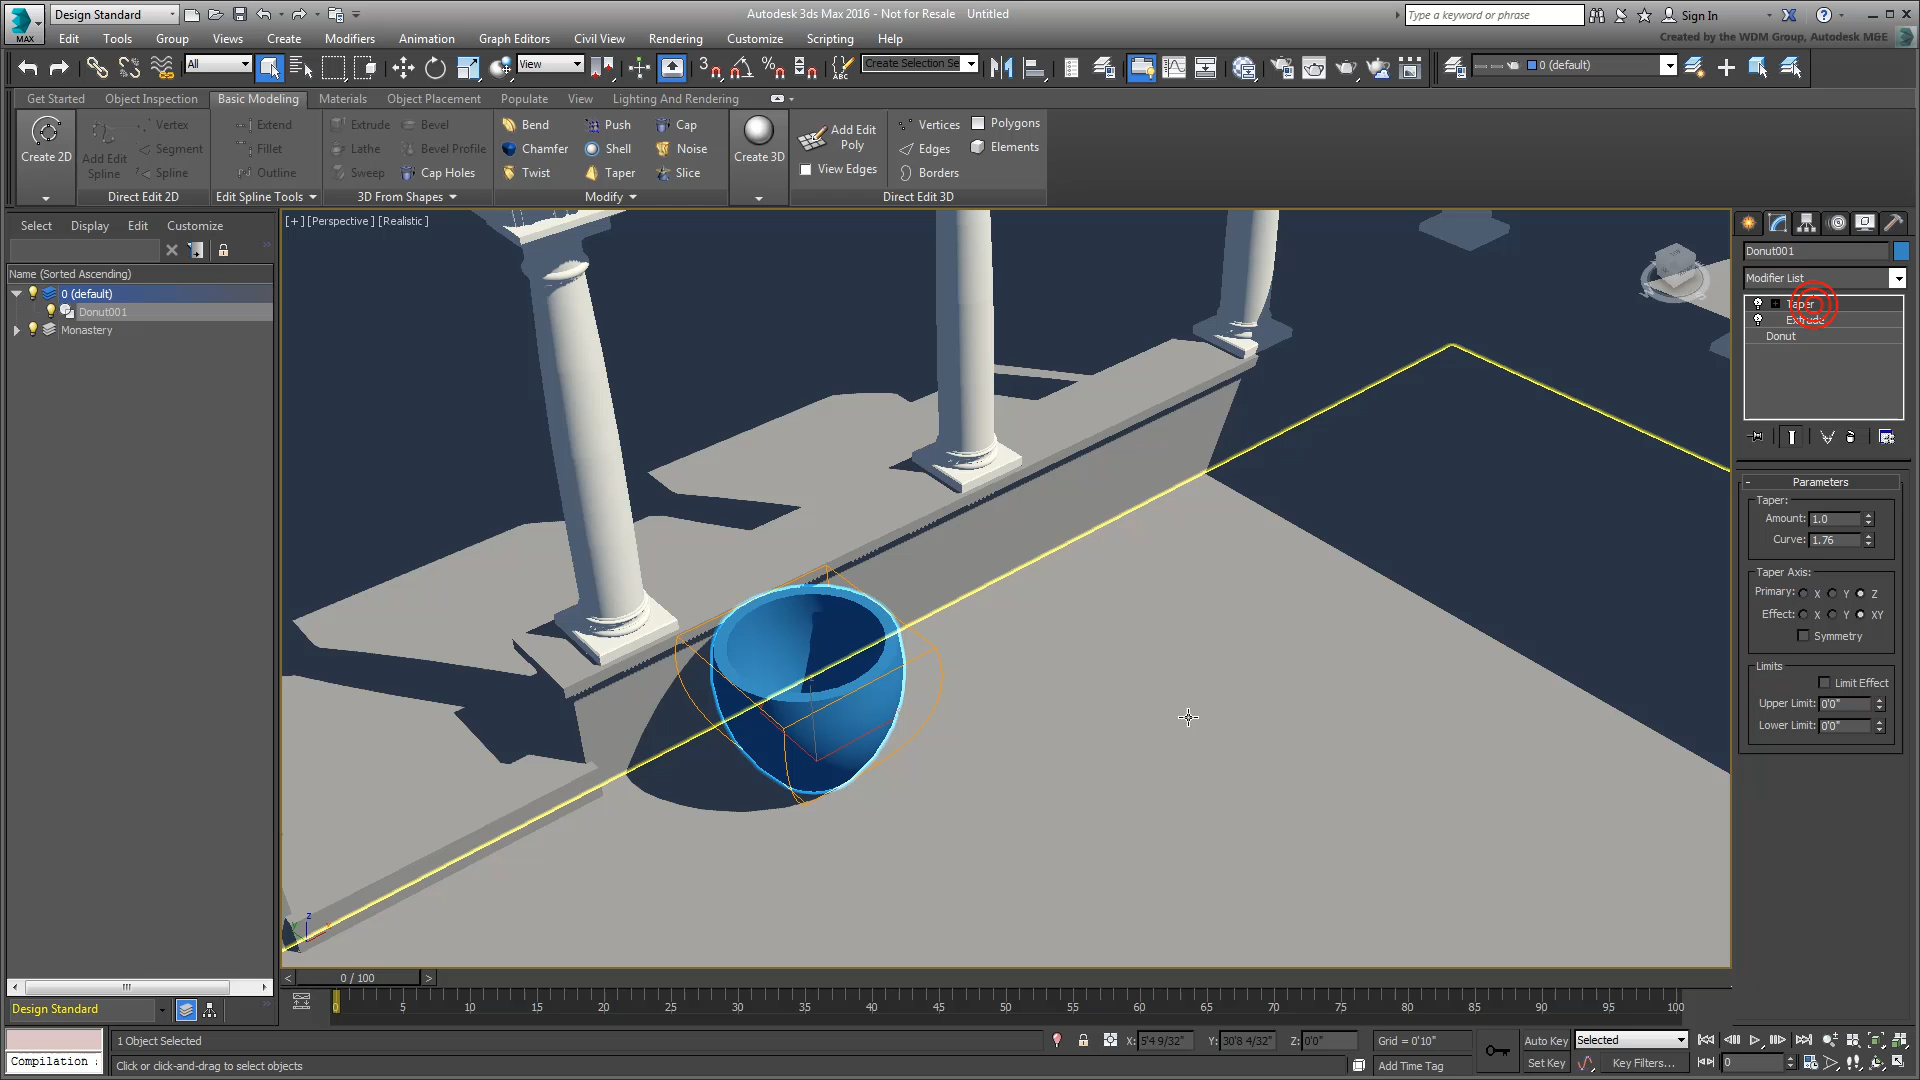 MAX
Design Standard
Autodesk 3ds Max 2016 - Not for Resale Untitled
Type a keyword or phrase
Sign In
Edit Tools Group Views Create Modifiers Animation Graph Editors Civil View Rendering Customize Scripting Help
Created by the WDM Group, Autodesk M&E
All
View
3
ABC
Create Selection Se
0 (default)
Get Started Object Inspection Basic Modeling Materials Object Placement Populate View Lighting And Rendering
Create 2D
Add Edit
Spline
Vertex
Segment
Spline
Direct Edit 2D
Extend
Fillet
Outline
Edit Spline Tools
Extrude Bevel
Lathe Bevel Profile
Sweep Cap Holes
3D From Shapes
Bend Push Cap
Chamfer Shell Noise
Twist Taper Slice
Modify
Create 3D
Add Edit
Poly
View Edges
Vertices Polygons
Edges Elements
Borders
Direct Edit 3D
Select Display Edit Customize
Name (Sorted Ascending)
0 (default)
Donut001
Monastery
[+] [Perspective] [Realistic]
Donut001
Modifier List
Taper
Extrude
Donut
Parameters
Taper:
Amount: 1.0
Curve: 1.76
Taper Axis:
Primary: X Y Z
Effect: X Y XY
Symmetry
Limits
Limit Effect
Upper Limit: 0'0"
Lower Limit: 0'0"
z
0 / 100
0 5 10 15 20 25 30 35 40 45 50 55 60 65 70 75 80 85 90 95 100
Design Standard
Compilation :
1 Object Selected
Click or click-and-drag to select objects
X: 5'4 9/32" Y: 30'8 4/32" Z: 0'0" Grid = 0'10"
Add Time Tag
Auto Key Selected
Set Key Key Filters...
0